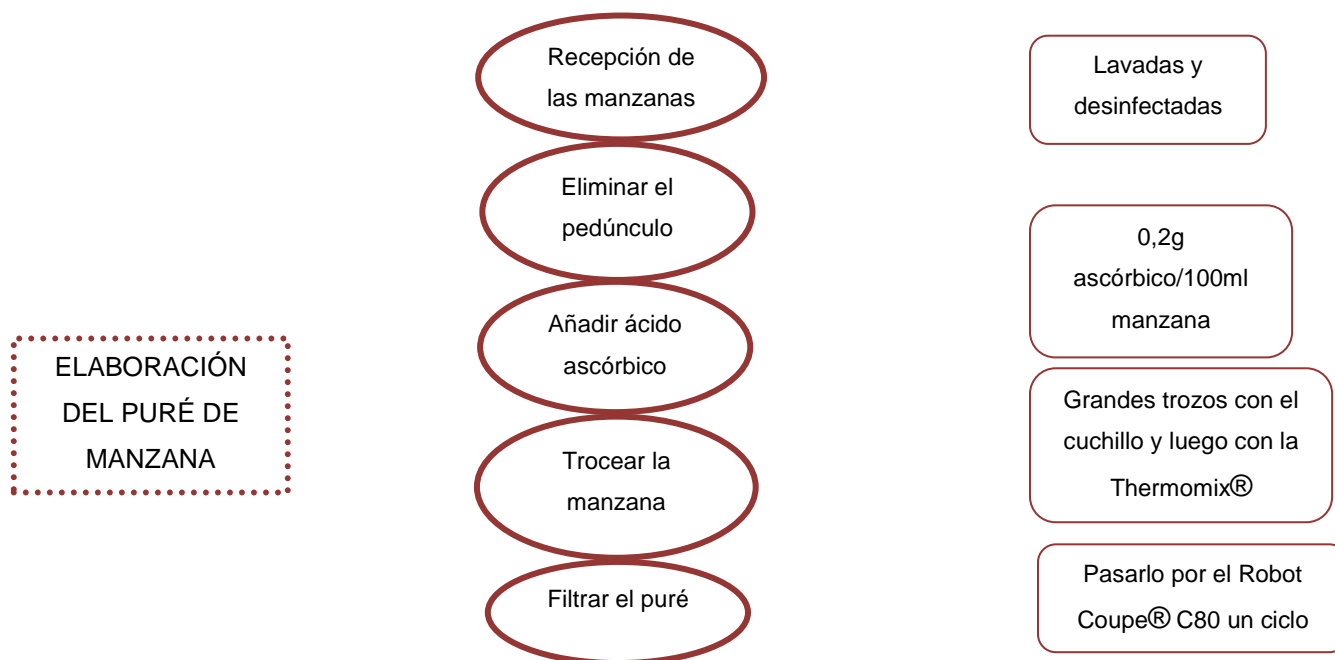 Recepción de
las manzanas
Lavadas y
desinfectadas
Eliminar el
pedúnculo
0,2g
ascórbico/100ml
manzana
Añadir ácido
ascórbico
ELABORACIÓN
DEL PURÉ DE
MANZANA
Grandes trozos con el
cuchillo y luego con la
Thermomix®
Trocear la
manzana
Filtrar el puré
Pasarlo por el Robot
Coupe® C80 un ciclo